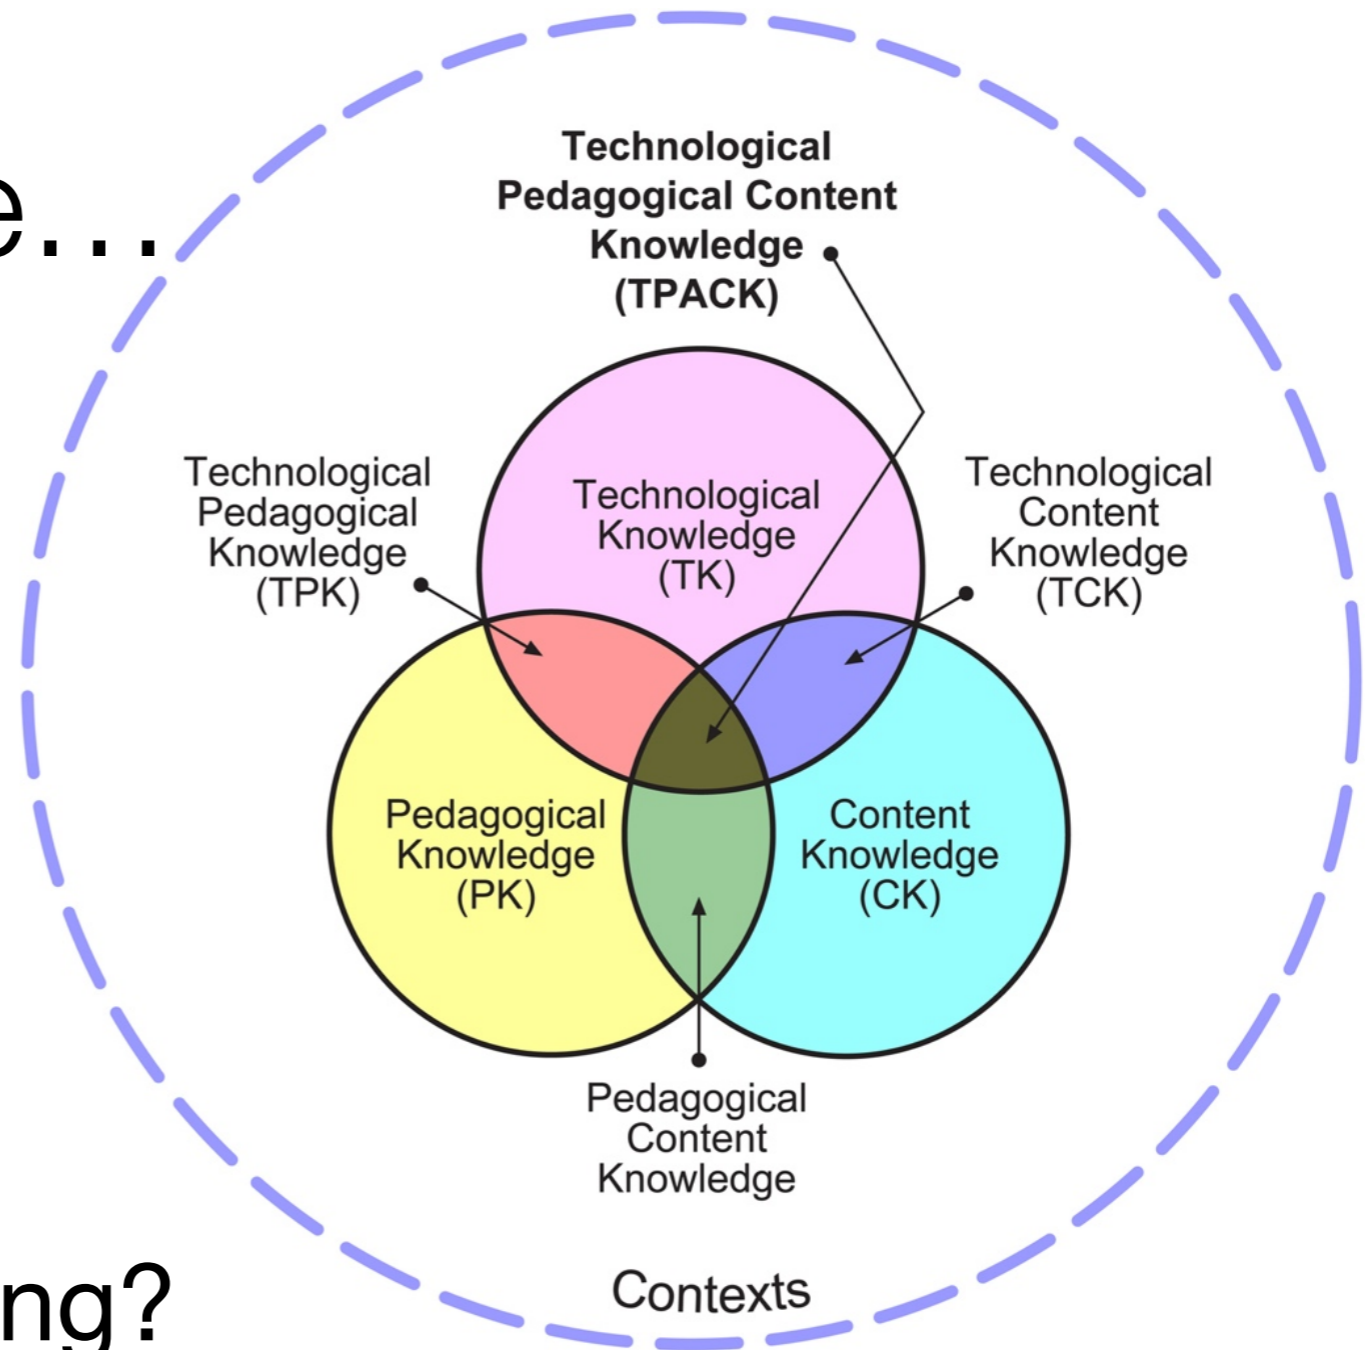 e…
Technological
Pedagogical Content
Knowledge
(TPACK)
Technological
Pedagogical
Knowledge
(TPK)
Technological
Knowledge
(TK)
Technological
Content
Knowledge
(TCK)
Pedagogical
Knowledge
(PK)
Content
Knowledge
(CK)
Pedagogical
Content
Knowledge
ng?
Contexts